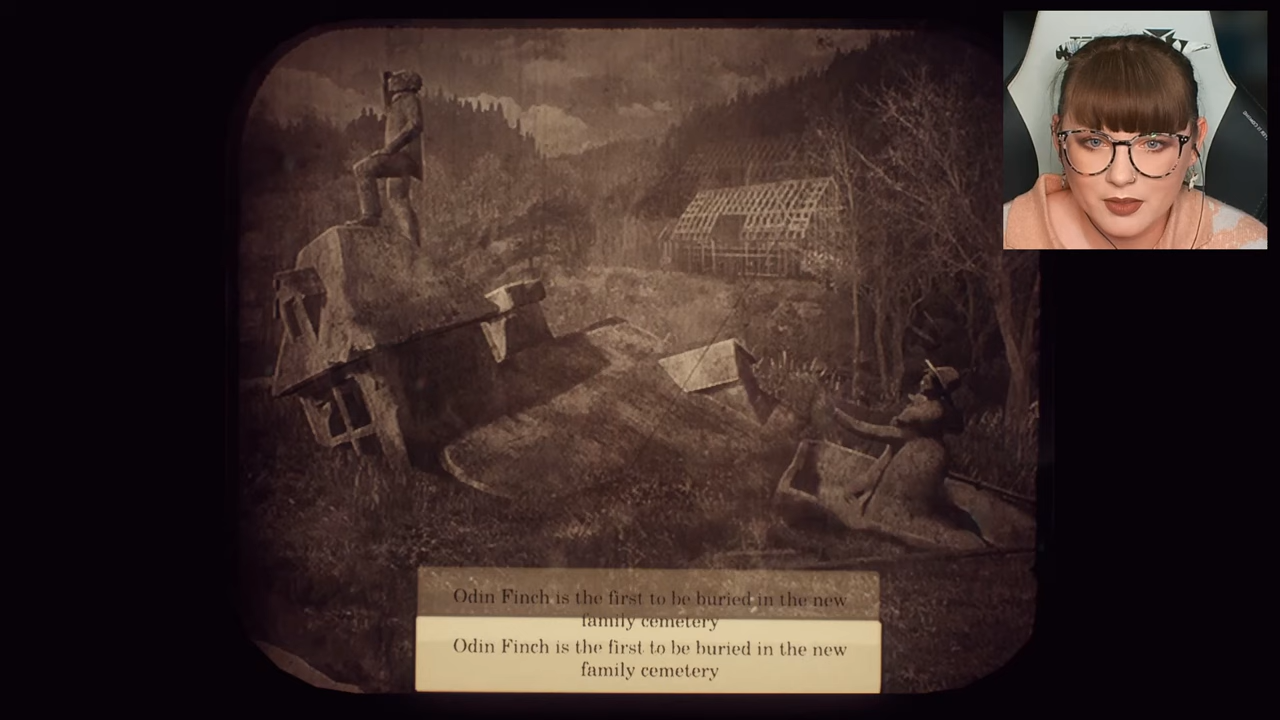 Odin Finch is the first to be buried in the new
family cemetery
Odin Finch is the first to be buried in the new
family cemetery